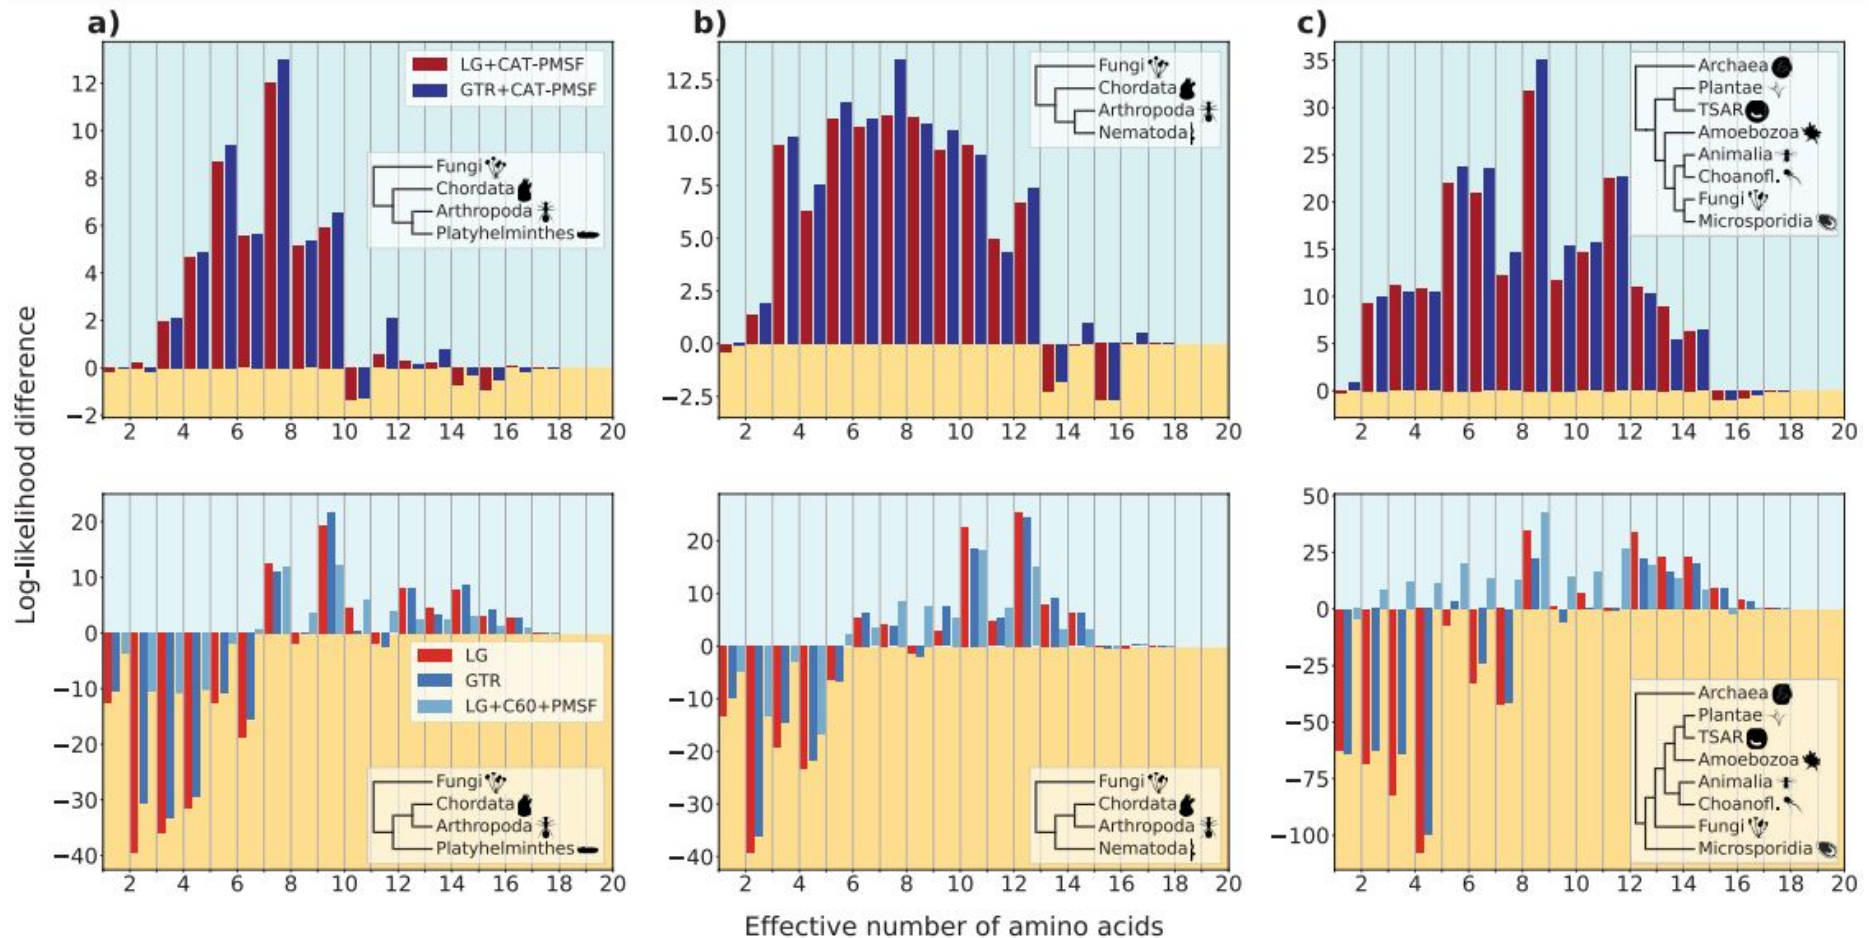 a)
12
10
8
6
4
2
0
−2
LG+CAT-PMSF
GTR+CAT-PMSF
Fungi
Chordata
Arthropoda
Platyhelminthes
2 4 6 8 10 12 14 16 18 20
b)
12.5
10.0
7.5
5.0
2.5
0.0
−2.5
Fungi
Chordata
Arthropoda
Nematoda
2 4 6 8 10 12 14 16 18 20
c)
35
30
25
20
15
10
5
0
Archaea
Plantae
TSAR
Amoebozoa
Animalia
Choanofl.
Fungi
Microsporidia
2 4 6 8 10 12 14 16 18 20
Log-likelihood difference
20
10
0
−10
−20
−30
−40
LG
GTR
LG+C60+PMSF
Fungi
Chordata
Arthropoda
Platyhelminthes
2 4 6 8 10 12 14 16 18 20
20
10
0
−10
−20
−30
−40
Fungi
Chordata
Arthropoda
Nematoda
2 4 6 8 10 12 14 16 18 20
50
25
0
−25
−50
−75
−100
Archaea
Plantae
TSAR
Amoebozoa
Animalia
Choanofl.
Fungi
Microsporidia
2 4 6 8 10 12 14 16 18 20
Effective number of amino acids